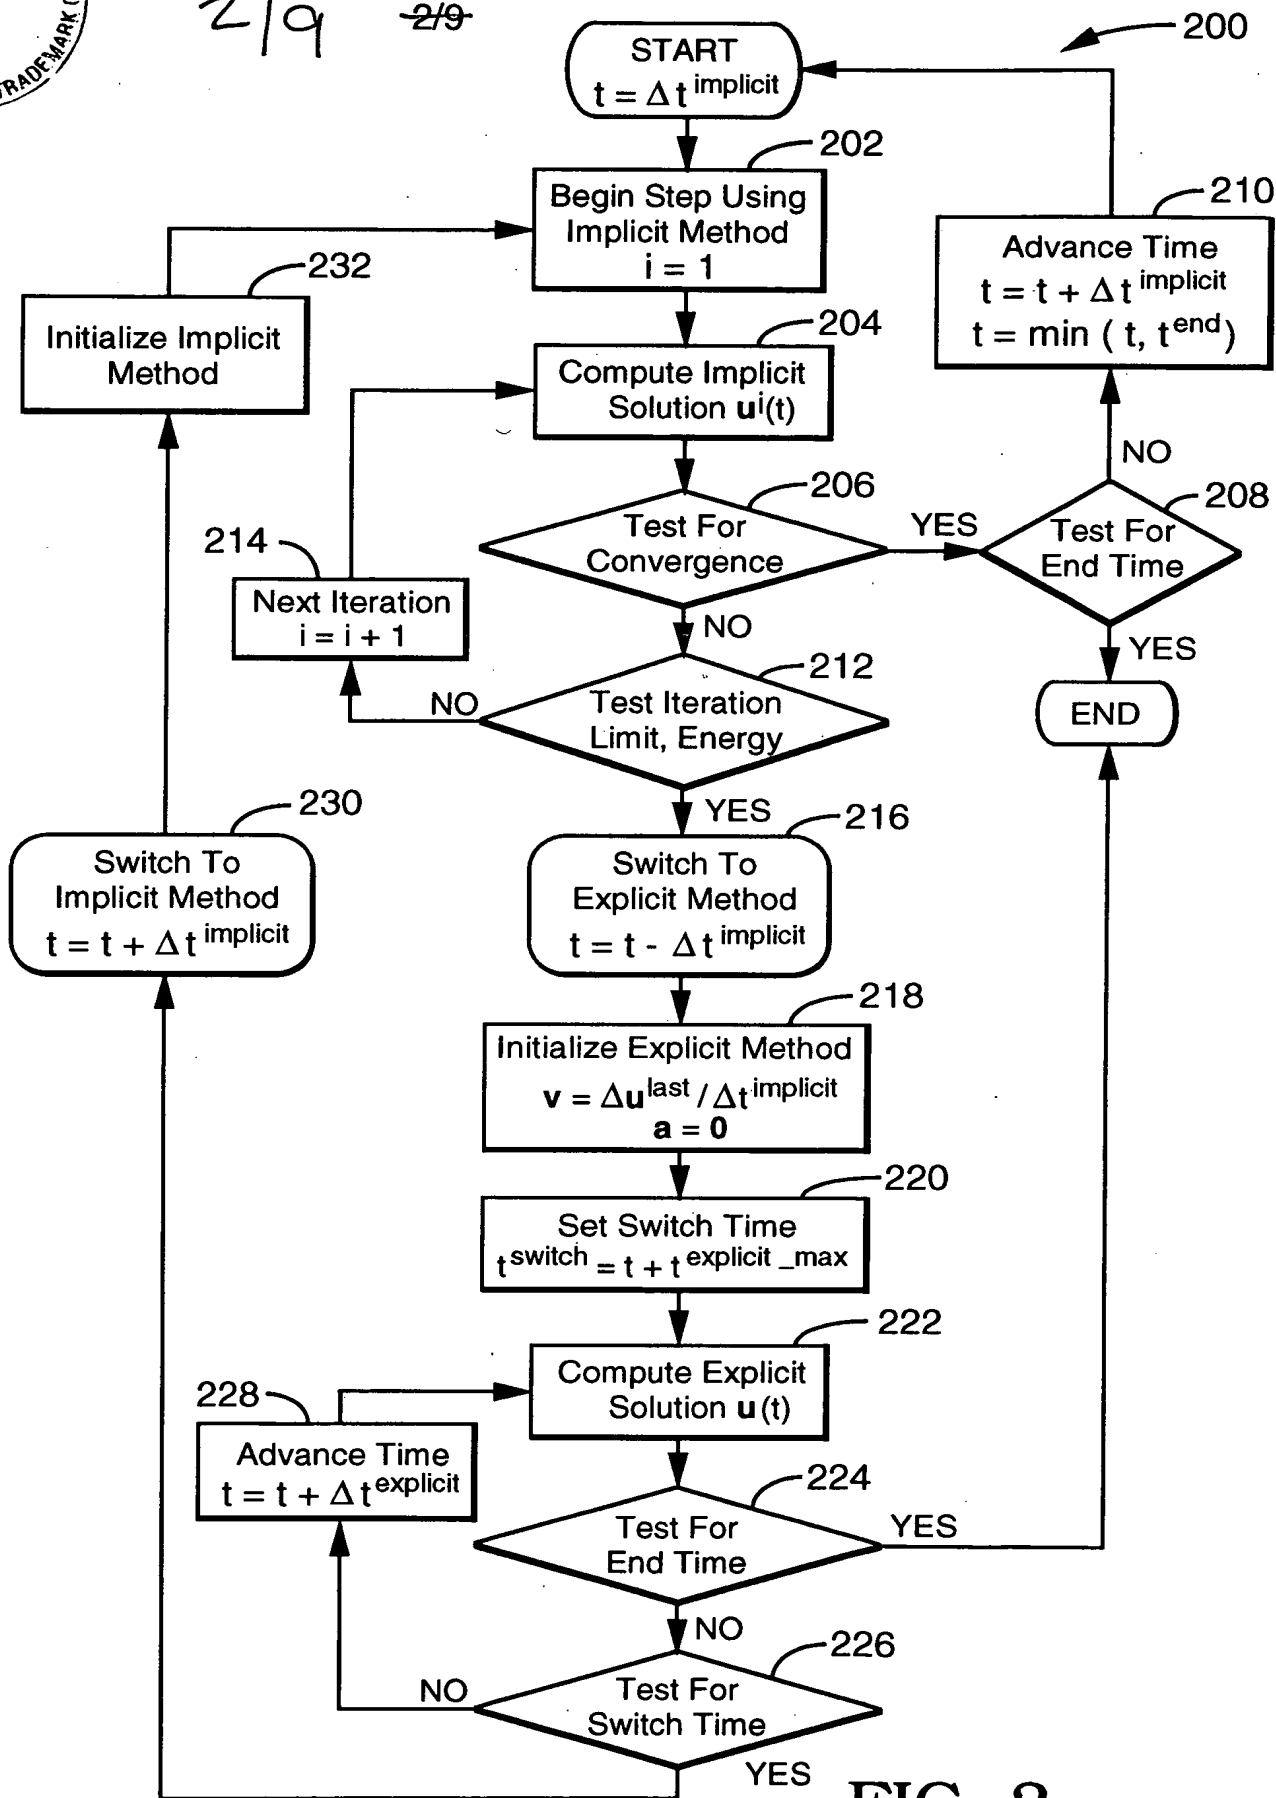 TRADEMARK
2/9
2/9
200
START
t = Δt^implicit
202
Begin Step Using
Implicit Method
i = 1
210
Advance Time
t = t + Δt^implicit
t = min ( t, t^end )
232
Initialize Implicit
Method
204
Compute Implicit
Solution u^i(t)
NO
206
Test For
Convergence
YES
208
Test For
End Time
214
Next Iteration
i = i + 1
NO
YES
212
Test Iteration
Limit, Energy
NO
END
YES
230
Switch To
Implicit Method
t = t + Δt^implicit
216
Switch To
Explicit Method
t = t - Δt^implicit
218
Initialize Explicit Method
v = Δu^last / Δt^implicit
a = 0
220
Set Switch Time
t^switch = t + t^explicit_max
222
Compute Explicit
Solution u(t)
228
Advance Time
t = t + Δt^explicit
224
Test For
End Time
YES
NO
226
Test For
Switch Time
NO
YES